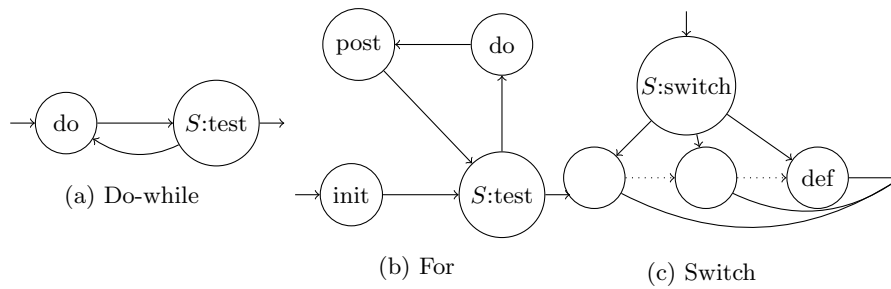 do
S:test
(a) Do-while
post
do
init
S:test
(b) For
S:switch
def
(c) Switch